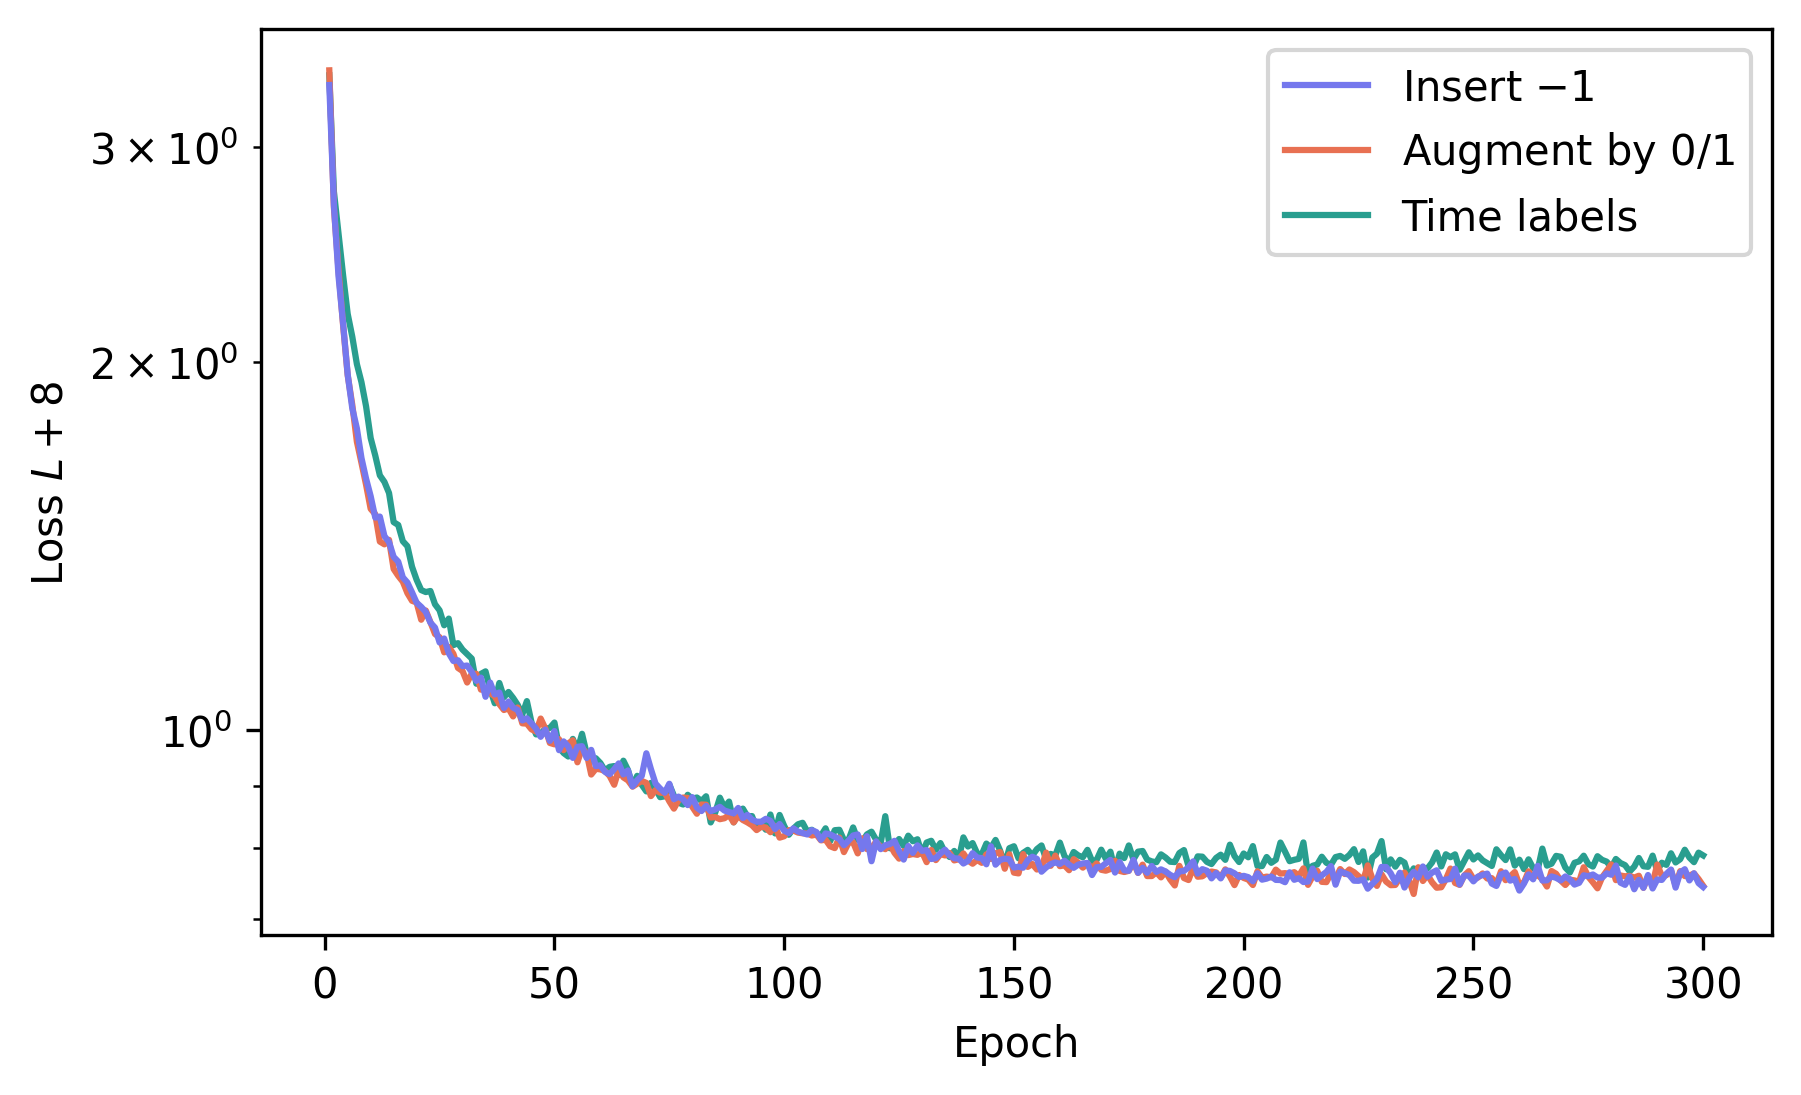 3 × 10⁰
2 × 10⁰
10⁰
Loss L + 8
Insert −1
Augment by 0/1
Time labels
0 50 100 150 200 250 300
Epoch